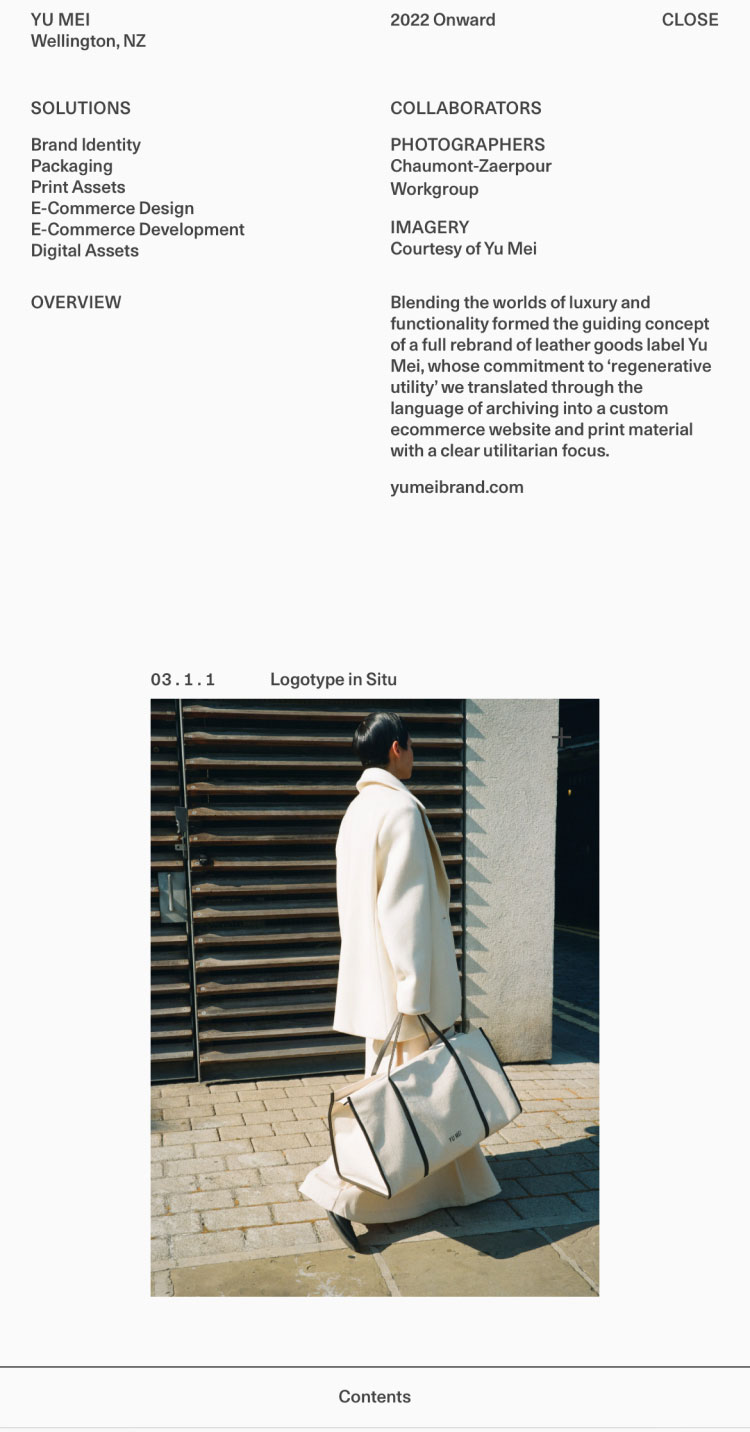 YU MEI
Wellington, NZ
2022 Onward
CLOSE
SOLUTIONS
Brand Identity
Packaging
Print Assets
E-Commerce Design
E-Commerce Development
Digital Assets
COLLABORATORS
PHOTOGRAPHERS
Chaumont-Zaerpour
Workgroup
IMAGERY
Courtesy of Yu Mei
OVERVIEW
Blending the worlds of luxury and
functionality formed the guiding concept
of a full rebrand of leather goods label Yu
Mei, whose commitment to ‘regenerative
utility’ we translated through the
language of archiving into a custom
ecommerce website and print material
with a clear utilitarian focus.
yumeibrand.com
03.1.1 Logotype in Situ
YU MEI
Contents